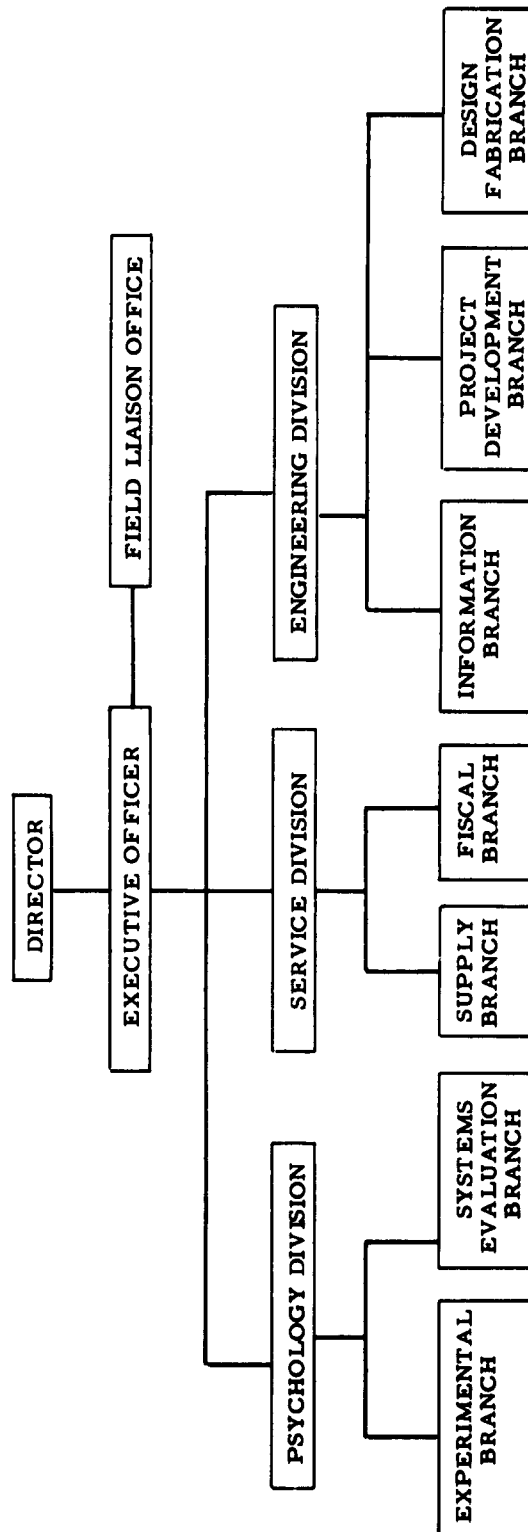 DIRECTOR
EXECUTIVE OFFICER
FIELD LIAISON OFFICE
PSYCHOLOGY DIVISION
SERVICE DIVISION
ENGINEERING DIVISION
EXPERIMENTAL
BRANCH
SYSTEMS
EVALUATION
BRANCH
SUPPLY
BRANCH
FISCAL
BRANCH
INFORMATION
BRANCH
PROJECT
DEVELOPMENT
BRANCH
DESIGN
FABRICATION
BRANCH